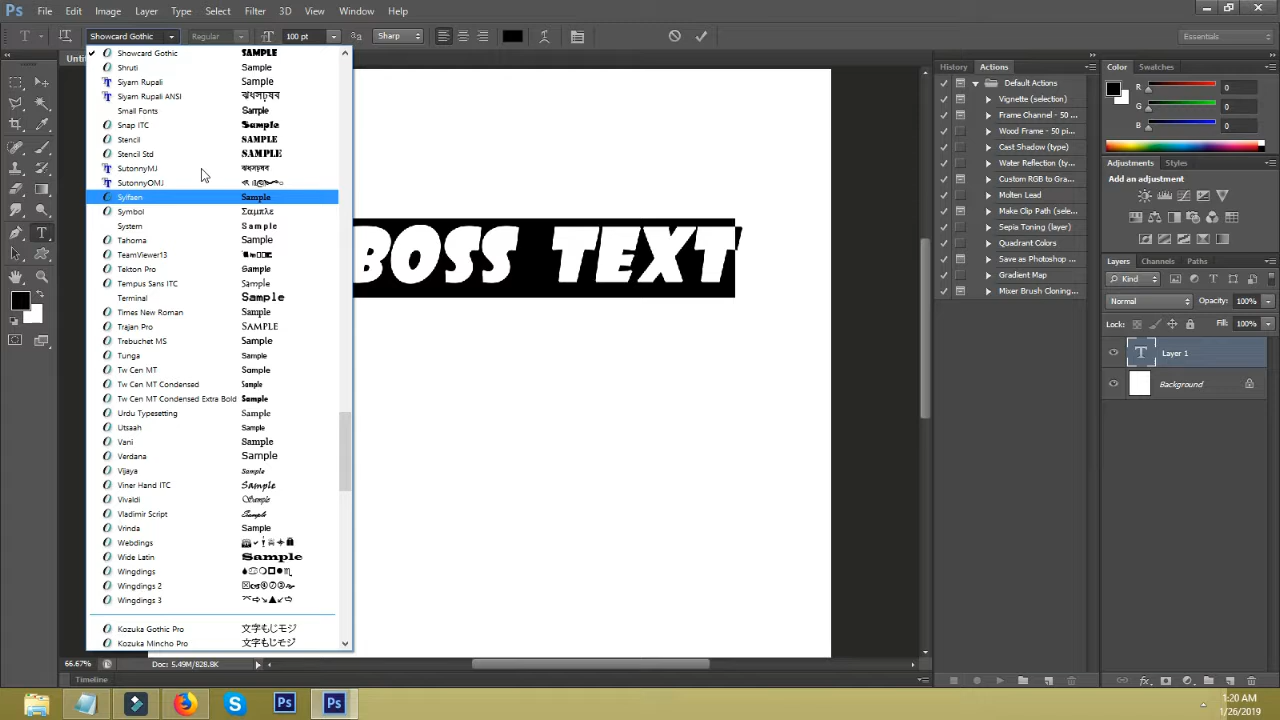 Ps File Edit Image Layer Type Select Filter 3D View Window Help
T Showcard Gothic Regular 100 pt aa Sharp Essentials
Showcard Gothic SAMPLE
Shruti Sample
Siyam Rupali Sample
Siyam Rupali ANSI
Small Fonts Sample
Snap ITC Sample
Stencil SAMPLE
Stencil Std SAMPLE
SutonnyMJ
SutonnyOMJ
Sylfaen Sample
Symbol Σαμπλε
System Sample
Tahoma Sample
TeamViewer13
Tekton Pro Sample
Tempus Sans ITC Sample
Terminal Sample
Times New Roman Sample
Trajan Pro SAMPLE
Trebuchet MS Sample
Tunga Sample
Tw Cen MT Sample
Tw Cen MT Condensed Sample
Tw Cen MT Condensed Extra Bold Sample
Urdu Typesetting Sample
Utsaah Sample
Vani Sample
Verdana Sample
Vijaya Sample
Viner Hand ITC Sample
Vivaldi Sample
Vladimir Script Sample
Vrinda Sample
Webdings
Wide Latin Sample
Wingdings
Wingdings 2
Wingdings 3
Kozuka Gothic Pro 文字もじモジ
Kozuka Mincho Pro 文字もじモジ
BOSS TEXT
66.67% Doc: 5.49M/828.8K
Timeline
History Actions
Default Actions
Vignette (selection)
Frame Channel - 50 ...
Wood Frame - 50 pi...
Cast Shadow (type)
Water Reflection (ty...
Custom RGB to Gra...
Molten Lead
Make Clip Path (sele...
Sepia Toning (layer)
Quadrant Colors
Save as Photoshop ...
Gradient Map
Mixer Brush Cloning...
Color Swatches
R 0
G 0
B 0
Adjustments Styles
Add an adjustment
Layers Channels Paths
Kind
Normal Opacity: 100%
Lock: Fill: 100%
T Layer 1
Background
fx
S Ps Ps
1:20 AM
1/26/2019